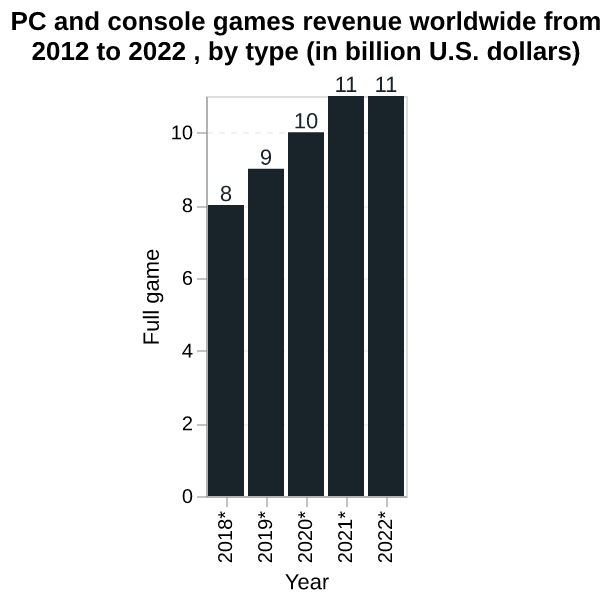 PC and console games revenue worldwide from
2012 to 2022 , by type (in billion U.S. dollars)
11 11
10
9
8
10
8
6
4
2
0
Full game
2018* 2019* 2020* 2021* 2022*
Year